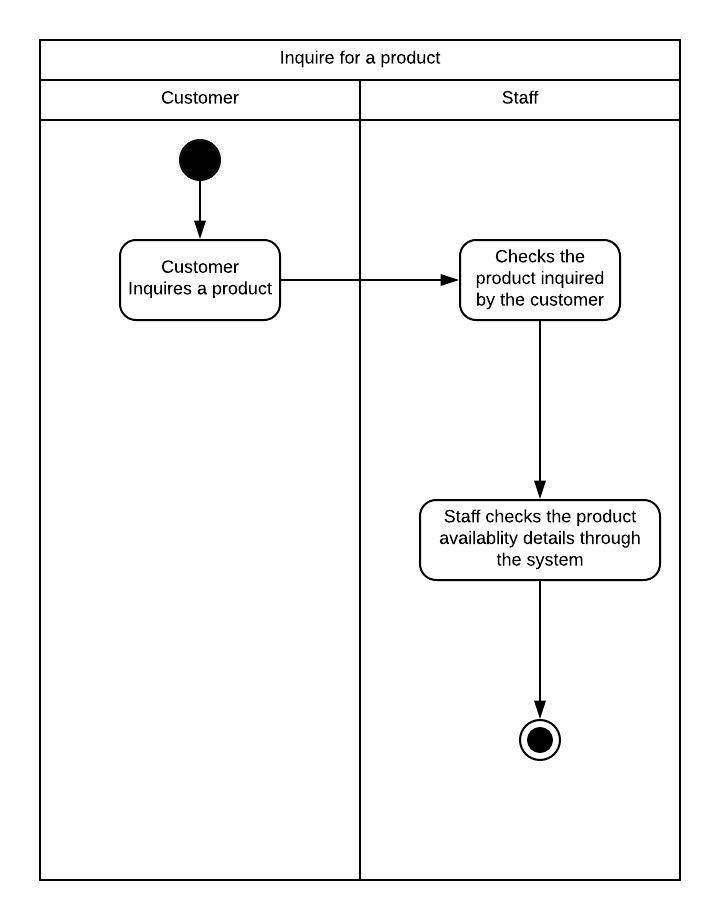 Inquire for a product
Customer
Staff
Customer
Inquires a product
Checks the
product inquired
by the customer
Staff checks the product
availablity details through
the system